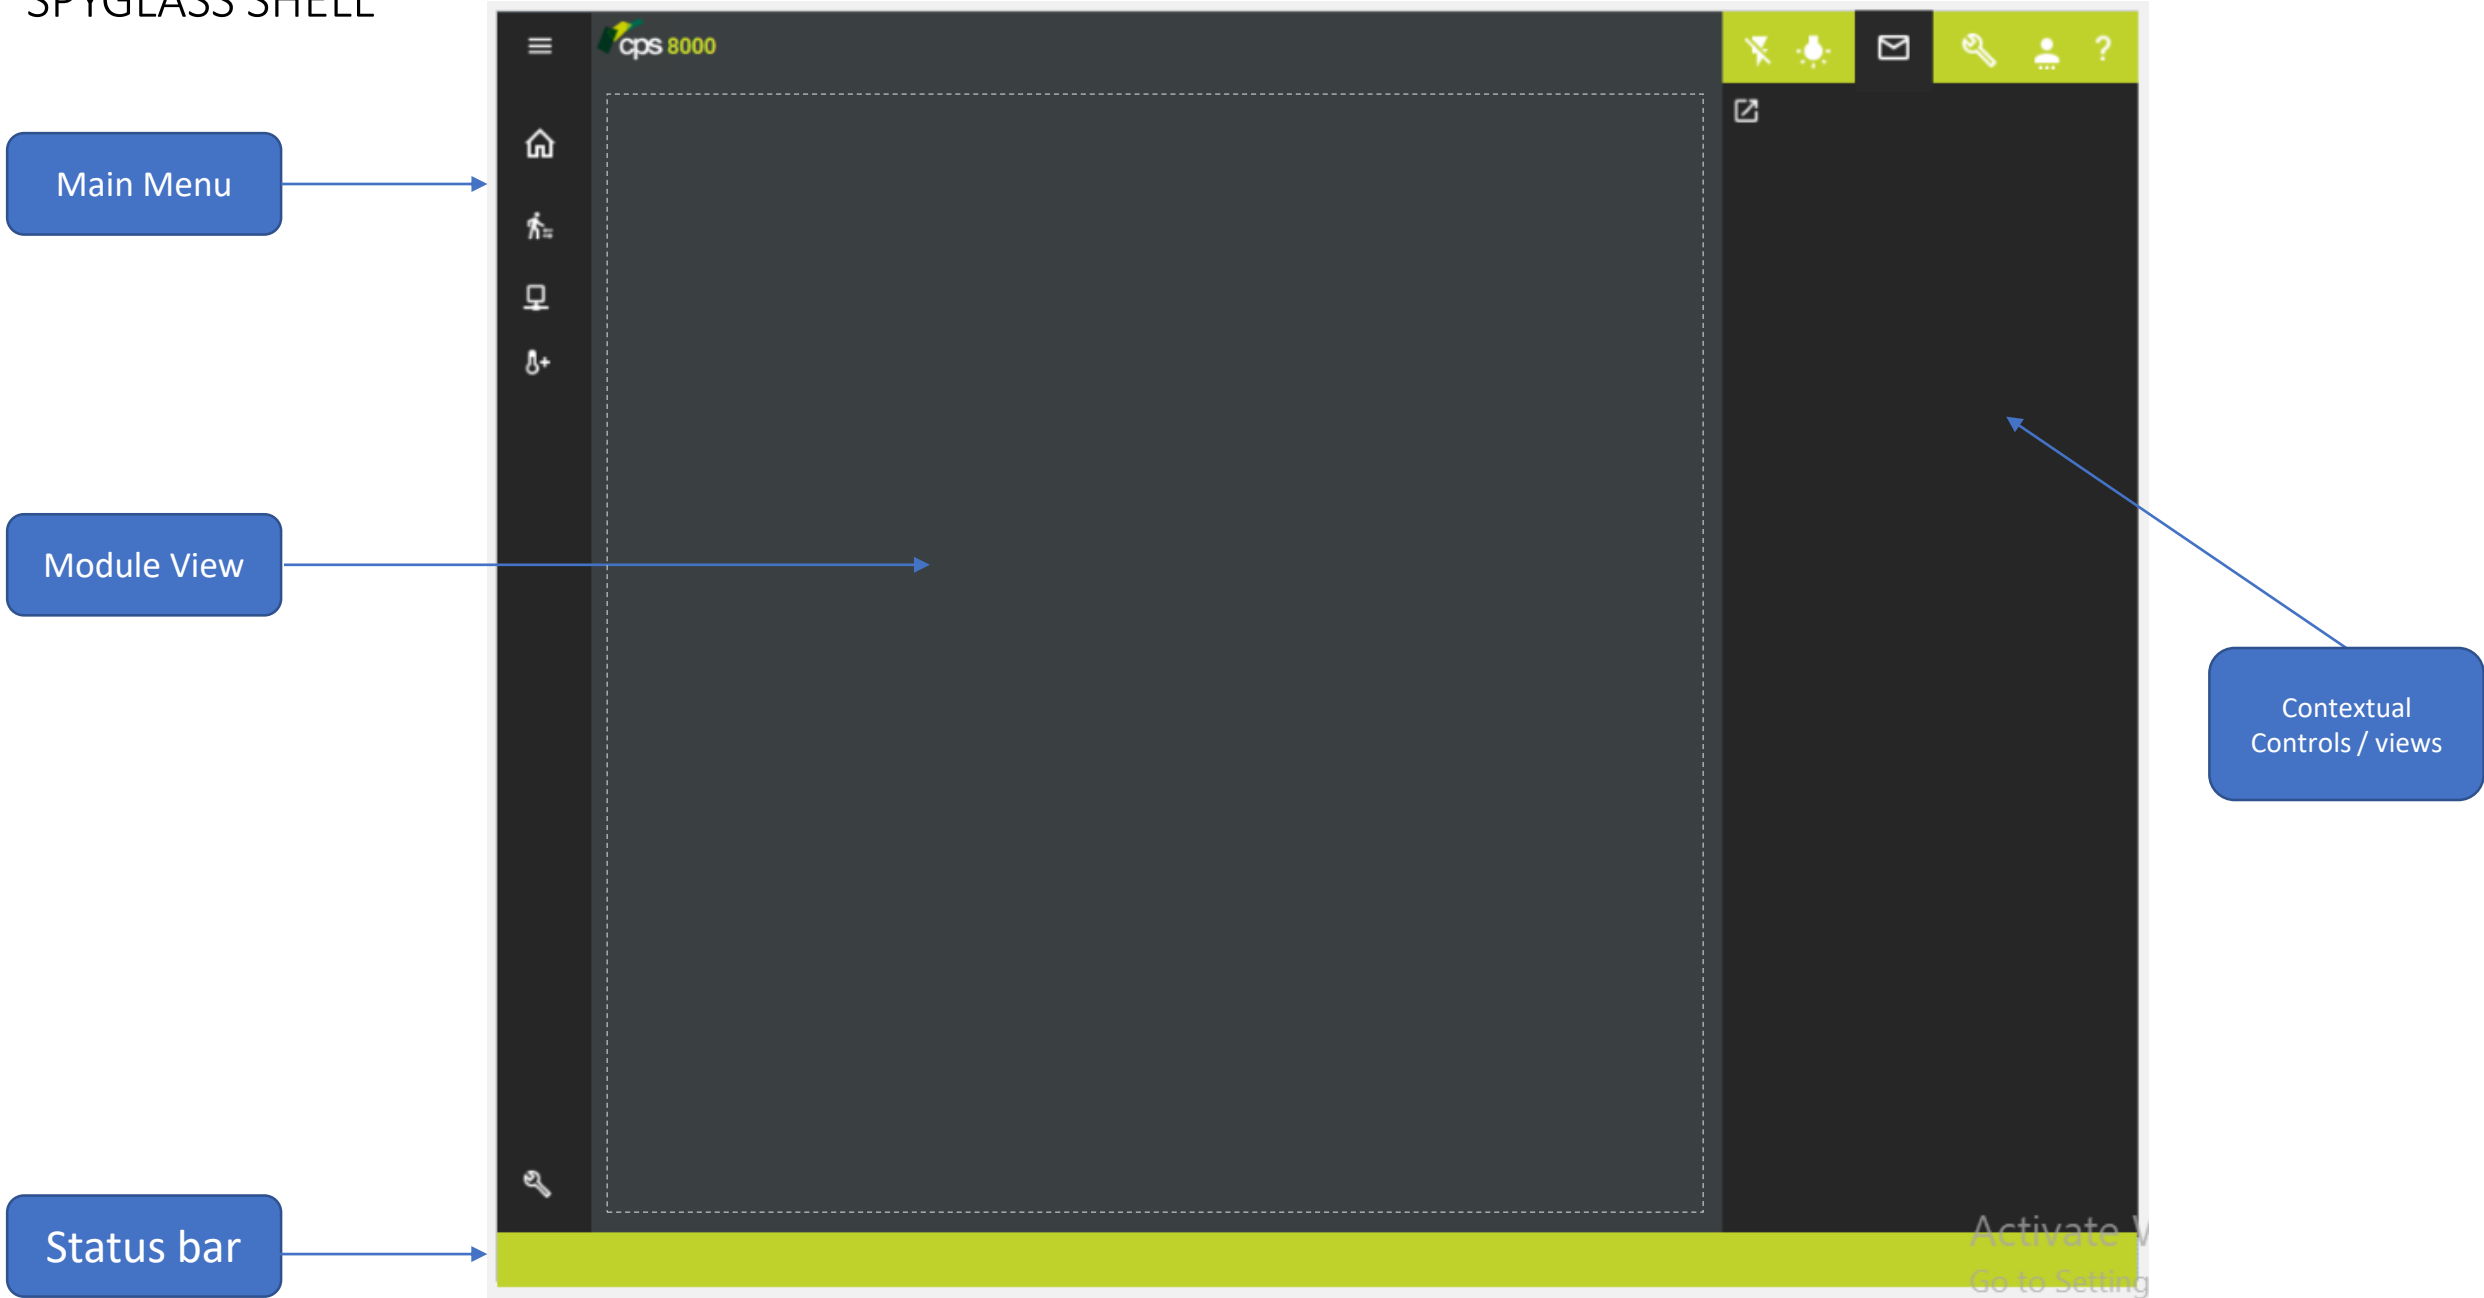 SPYGLASS SHELL
cps 8000
?
Main Menu
Module View
Contextual
Controls / views
Status bar
Activate
Go to Setting